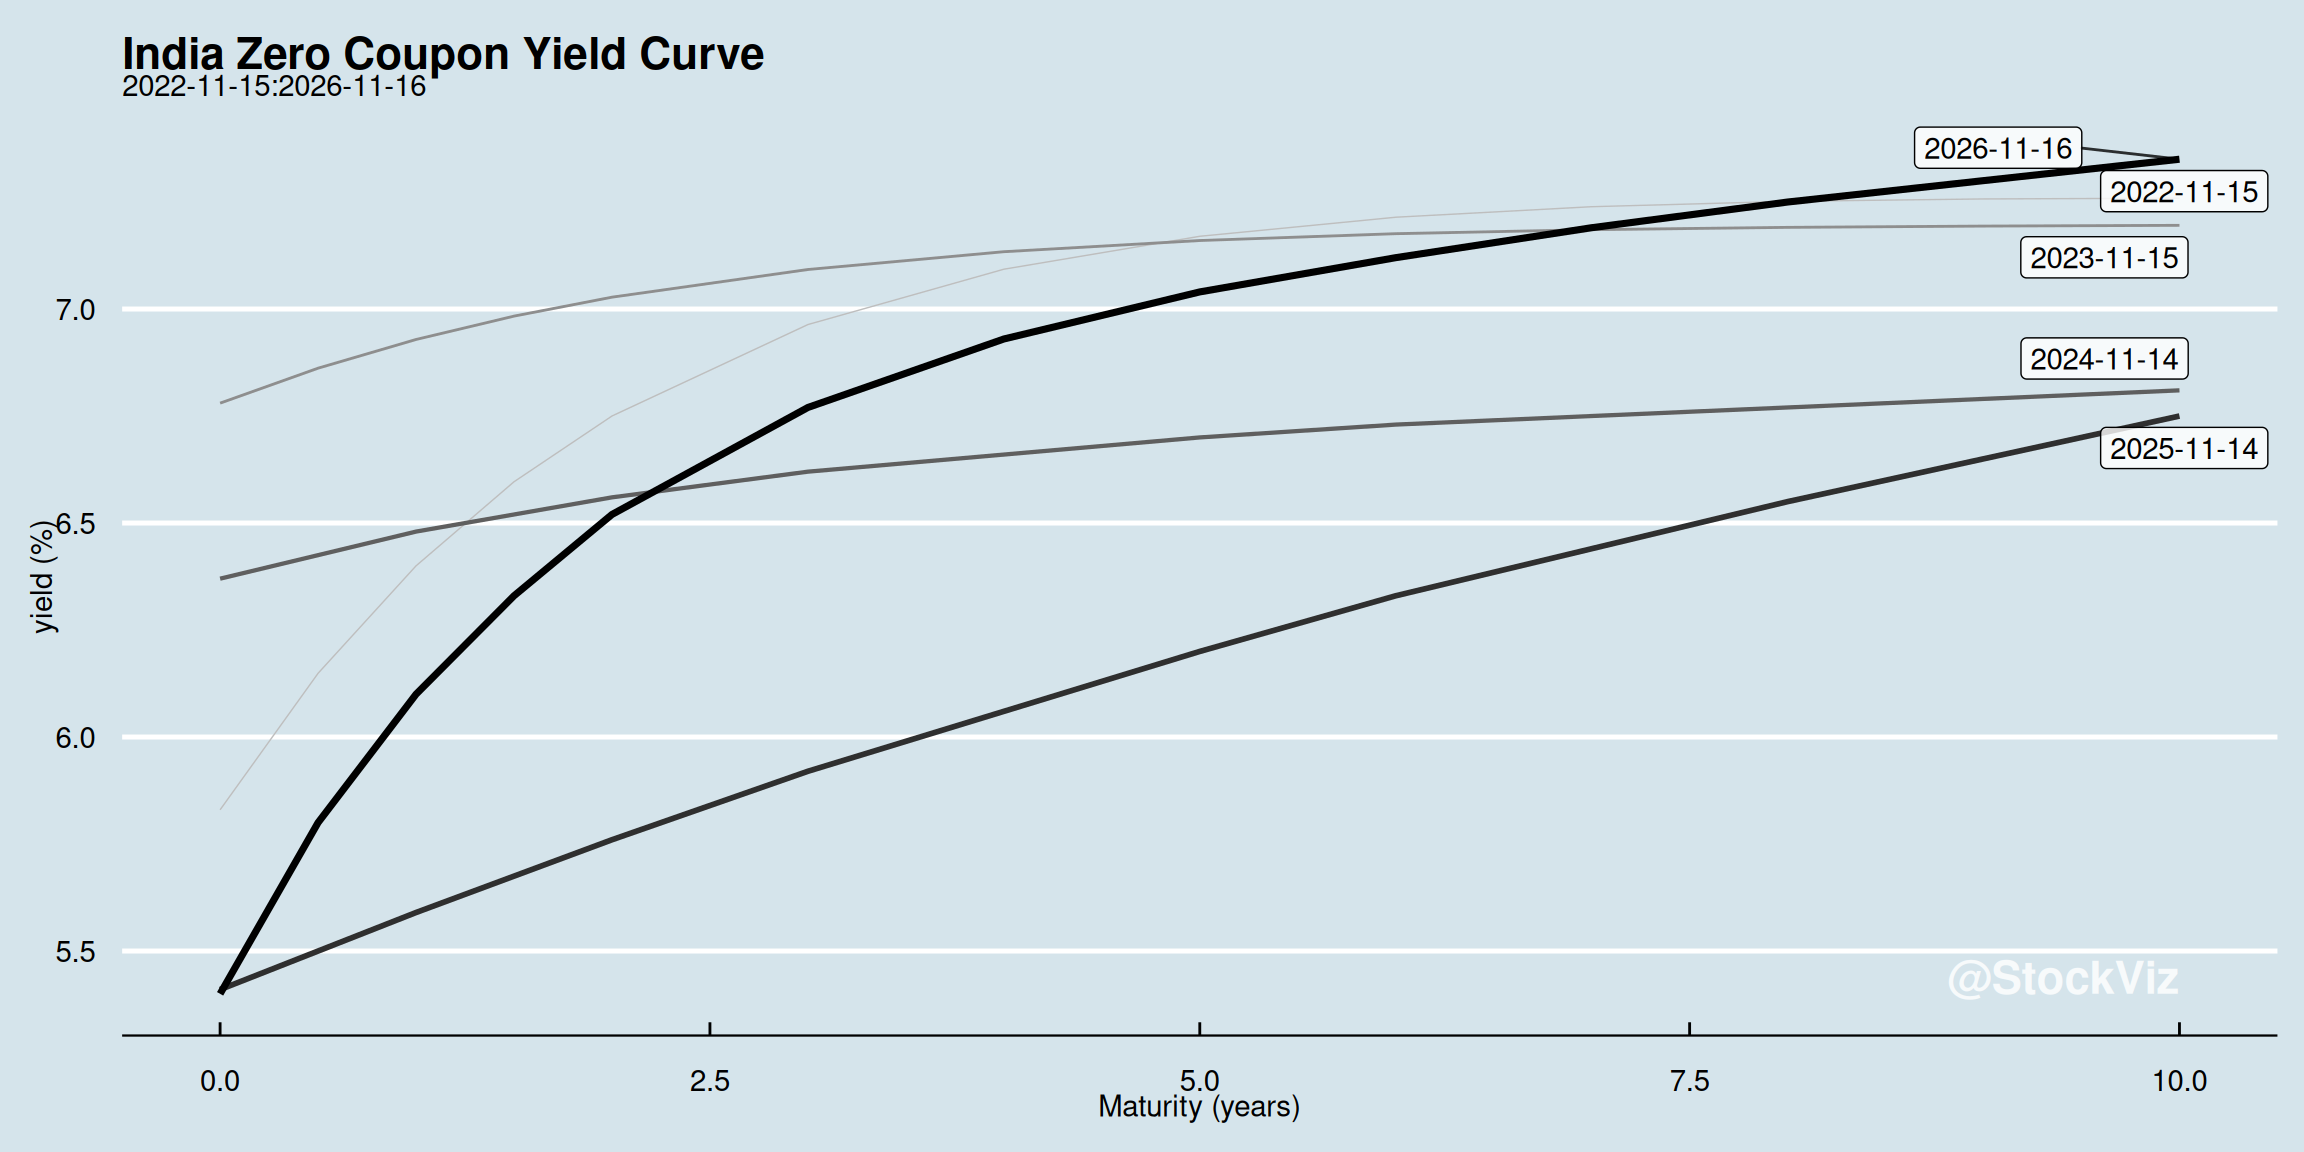 India Zero Coupon Yield Curve
2022-11-15:2026-11-16
2026-11-16
2022-11-15
2023-11-15
7.0
2024-11-14
2025-11-14
6.5
yield (%)
6.0
5.5
@StockViz
0.0 2.5 5.0 7.5 10.0
Maturity (years)